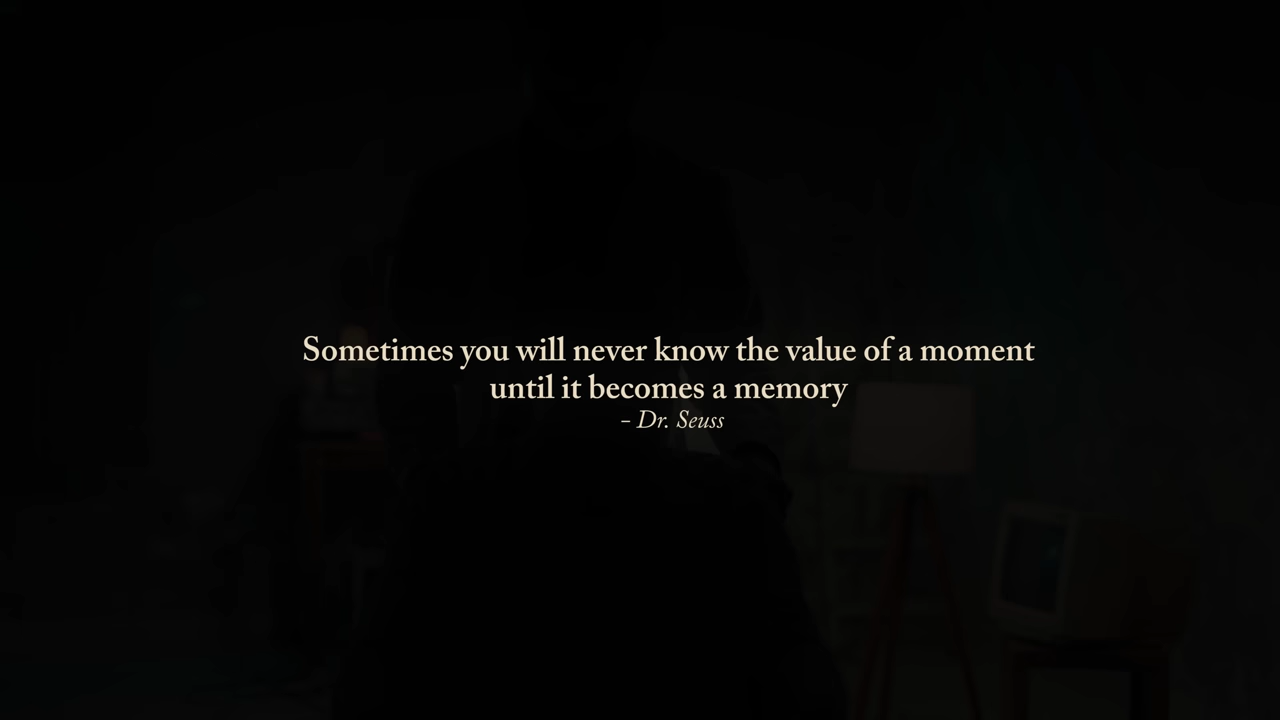 Sometimes you will never know the value of a moment
until it becomes a memory
– Dr. Seuss